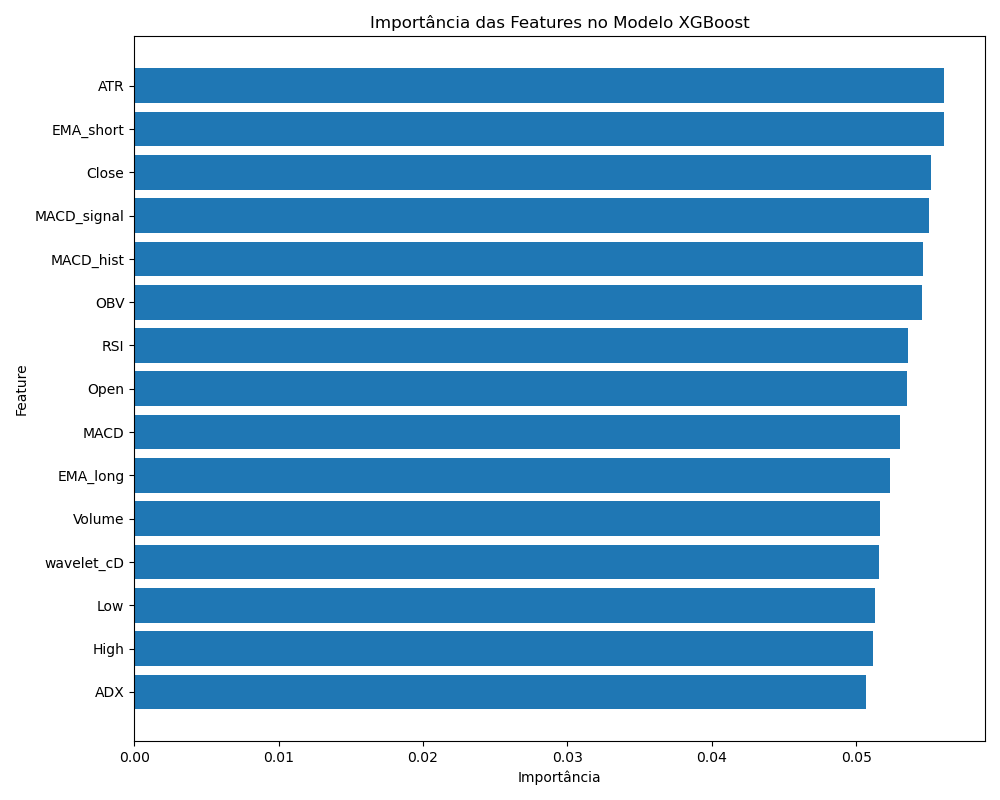 Importância das Features no Modelo XGBoost
ATR
EMA_short
Close
MACD_signal
MACD_hist
OBV
RSI
Open
MACD
EMA_long
Volume
wavelet_cD
Low
High
ADX
Feature
0.00 0.01 0.02 0.03 0.04 0.05
Importância